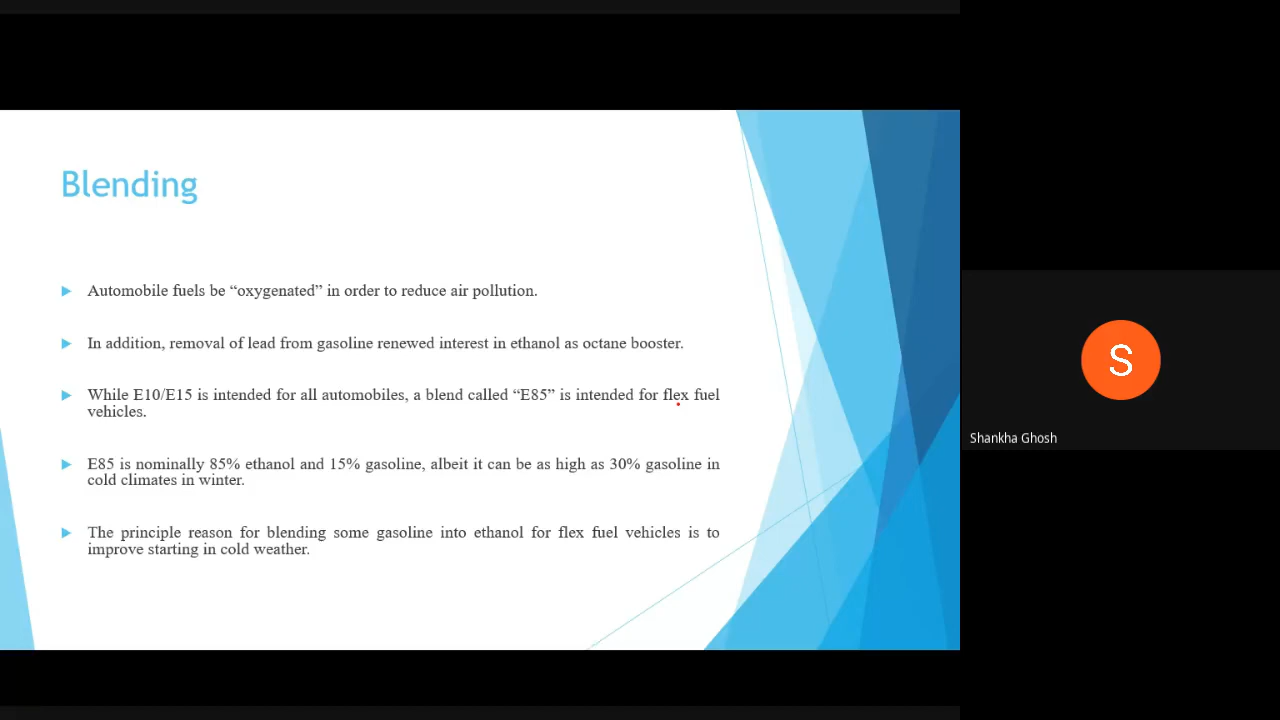 Blending
Automobile fuels be “oxygenated” in order to reduce air pollution.
In addition, removal of lead from gasoline renewed interest in ethanol as octane booster.
While E10/E15 is intended for all automobiles, a blend called “E85” is intended for flex fuel
vehicles.
E85 is nominally 85% ethanol and 15% gasoline, albeit it can be as high as 30% gasoline in
cold climates in winter.
The principle reason for blending some gasoline into ethanol for flex fuel vehicles is to
improve starting in cold weather.
S
Shankha Ghosh